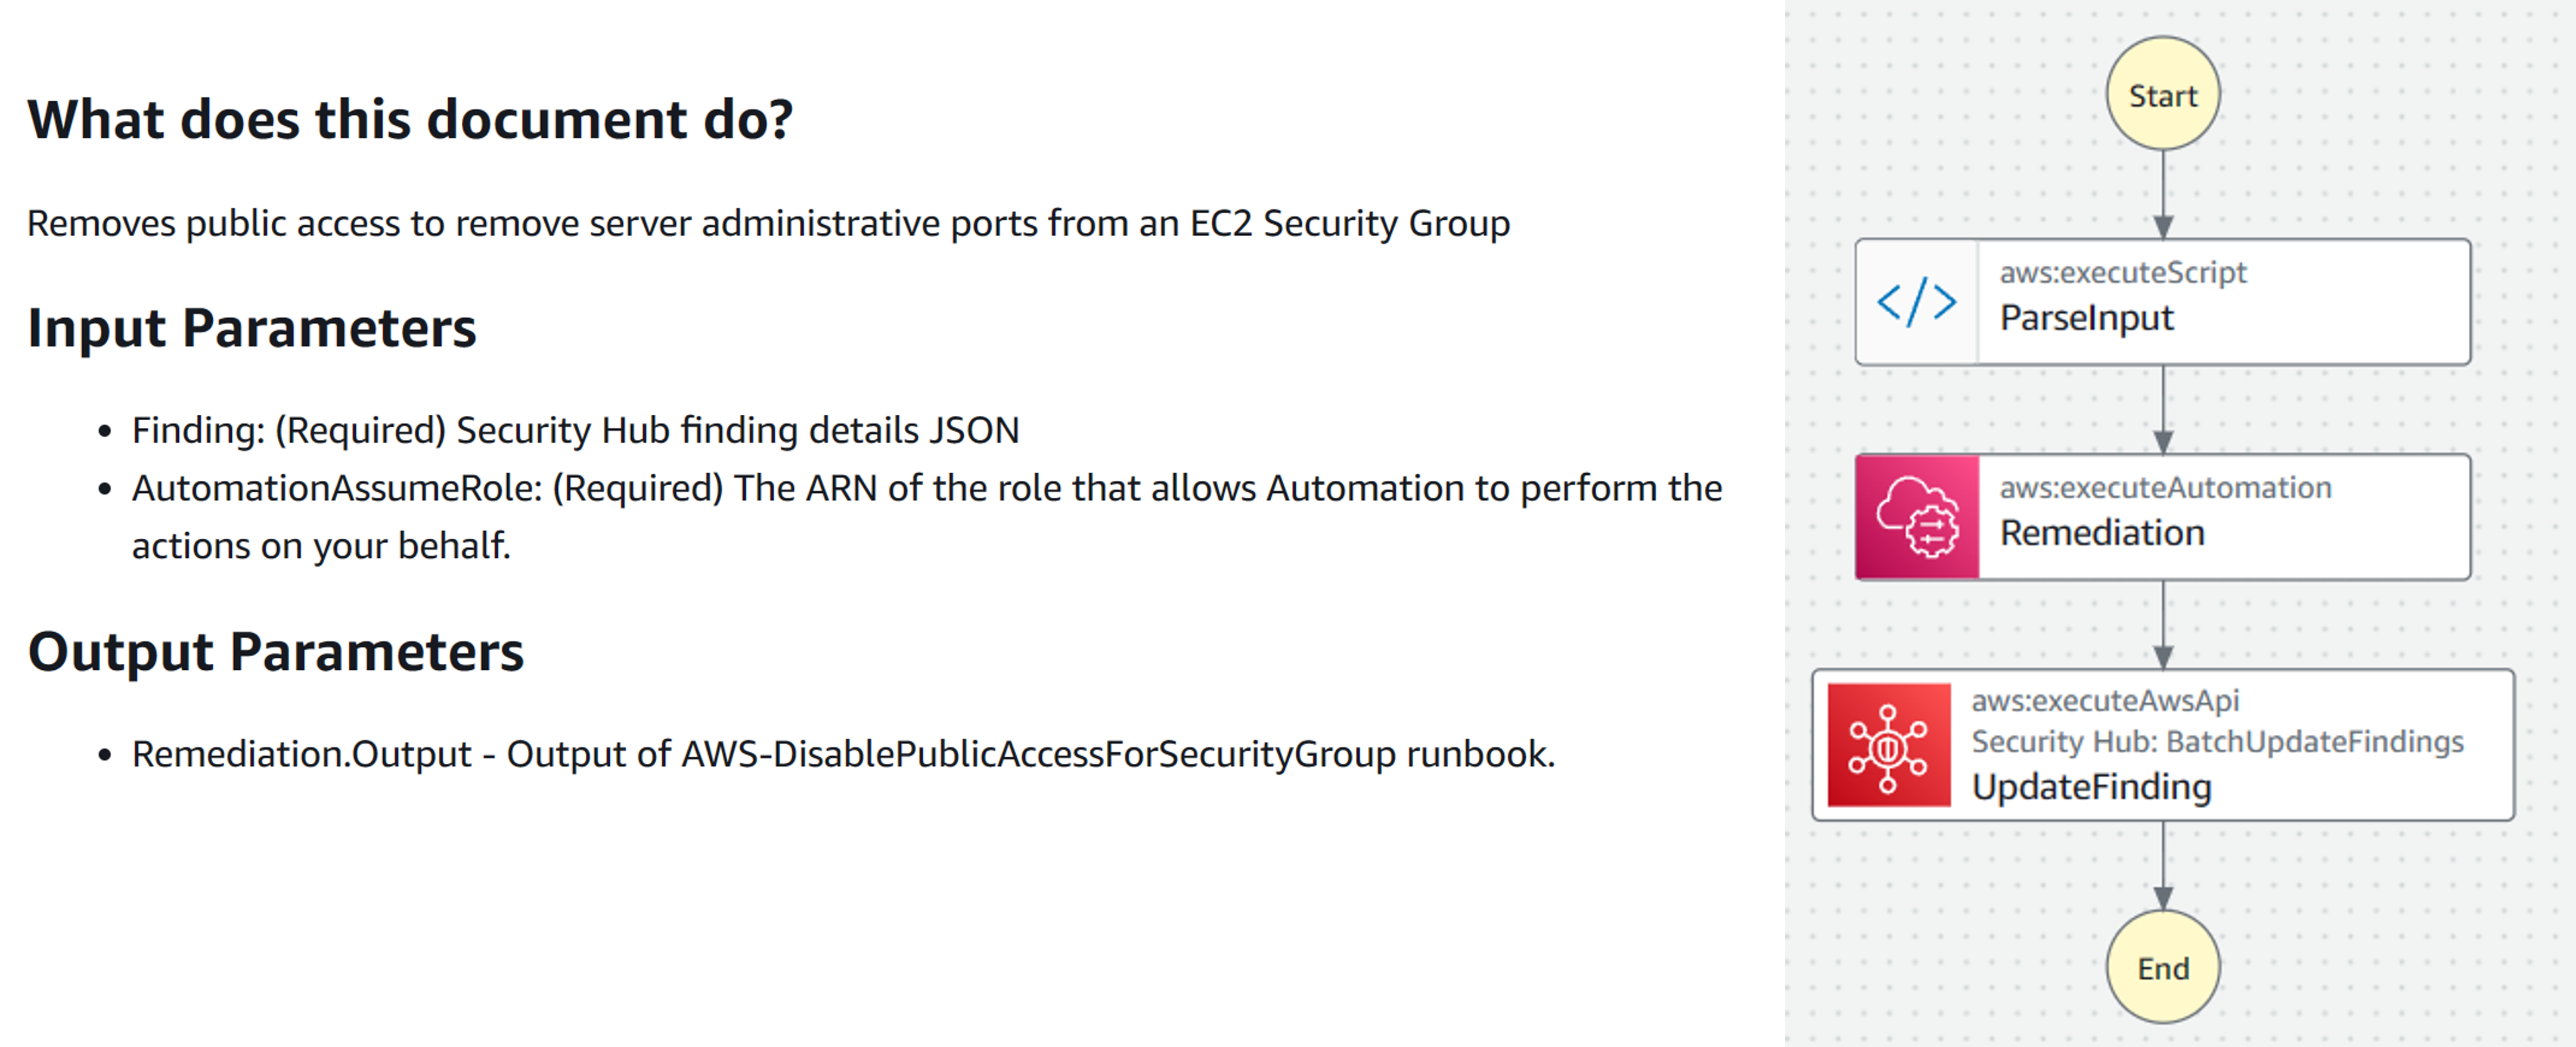 What does this document do?
Removes public access to remove server administrative ports from an EC2 Security Group
Input Parameters
• Finding: (Required) Security Hub finding details JSON
• AutomationAssumeRole: (Required) The ARN of the role that allows Automation to perform the
actions on your behalf.
Output Parameters
• Remediation.Output - Output of AWS-DisablePublicAccessForSecurityGroup runbook.
Start
aws:executeScript
ParseInput
aws:executeAutomation
Remediation
aws:executeAwsApi
Security Hub: BatchUpdateFindings
UpdateFinding
End